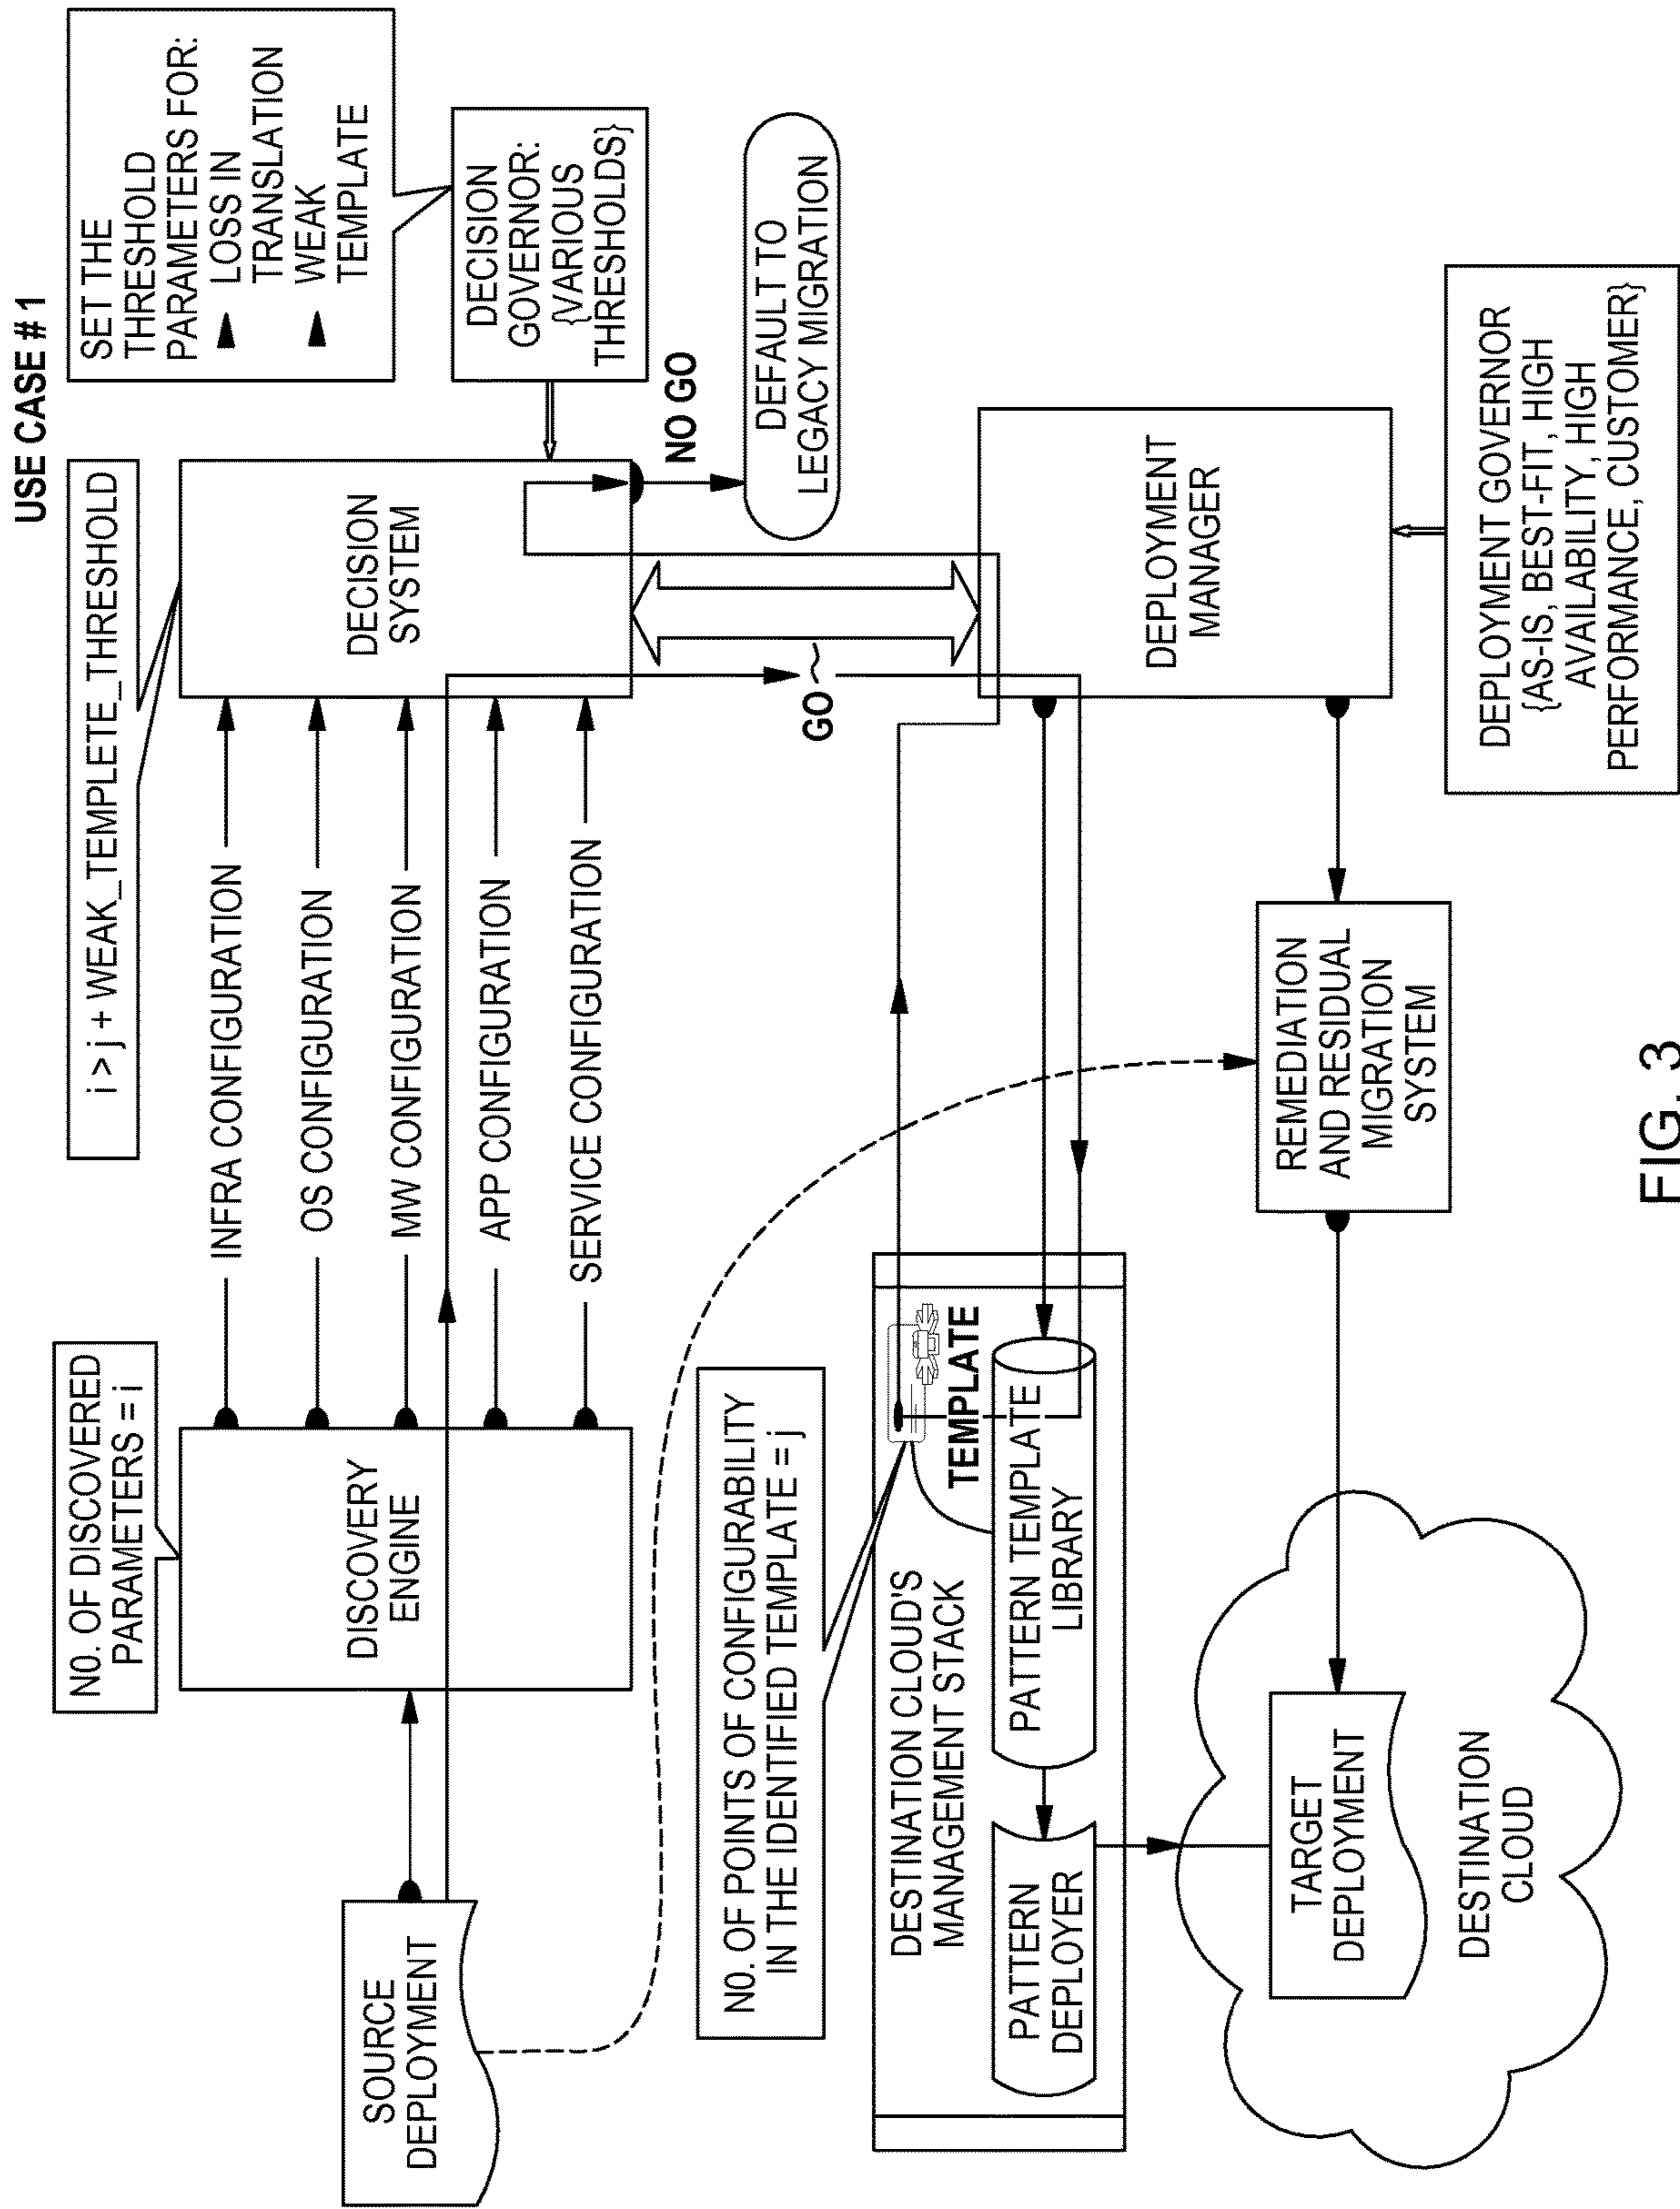 USE CASE # 1
N0. OF DISCOVERED
PARAMETERS = i
i > j + WEAK_TEMPLETE_THRESHOLD
SET THE
THRESHOLD
PARAMETERS FOR:
LOSS IN
TRANSLATION
WEAK
TEMPLATE
SOURCE
DEPLOYMENT
DISCOVERY
ENGINE
INFRA CONFIGURATION
OS CONFIGURATION
MW CONFIGURATION
APP CONFIGURATION
SERVICE CONFIGURATION
DECISION
SYSTEM
DECISION
GOVERNOR:
{VARIOUS
THRESHOLDS}
NO GO
DEFAULT TO
LEGACY MIGRATION
GO
N0. OF POINTS OF CONFIGURABILITY
IN THE IDENTIFIED TEMPLATE = j
DESTINATION CLOUD'S
MANAGEMENT STACK
TEMPLATE
PATTERN
DEPLOYER
PATTERN TEMPLATE
LIBRARY
DEPLOYMENT
MANAGER
REMEDIATION
AND RESIDUAL
MIGRATION
SYSTEM
DEPLOYMENT GOVERNOR
{AS-IS, BEST-FIT, HIGH
AVAILABILITY, HIGH
PERFORMANCE, CUSTOMER}
TARGET
DEPLOYMENT
DESTINATION
CLOUD
FIG. 3